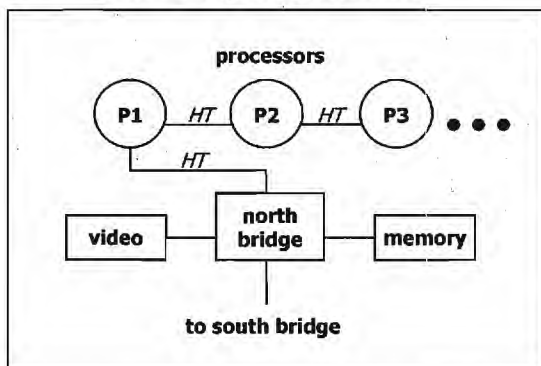 processors
P1 HT P2 HT P3
HT
north
bridge
video
memory
to south bridge